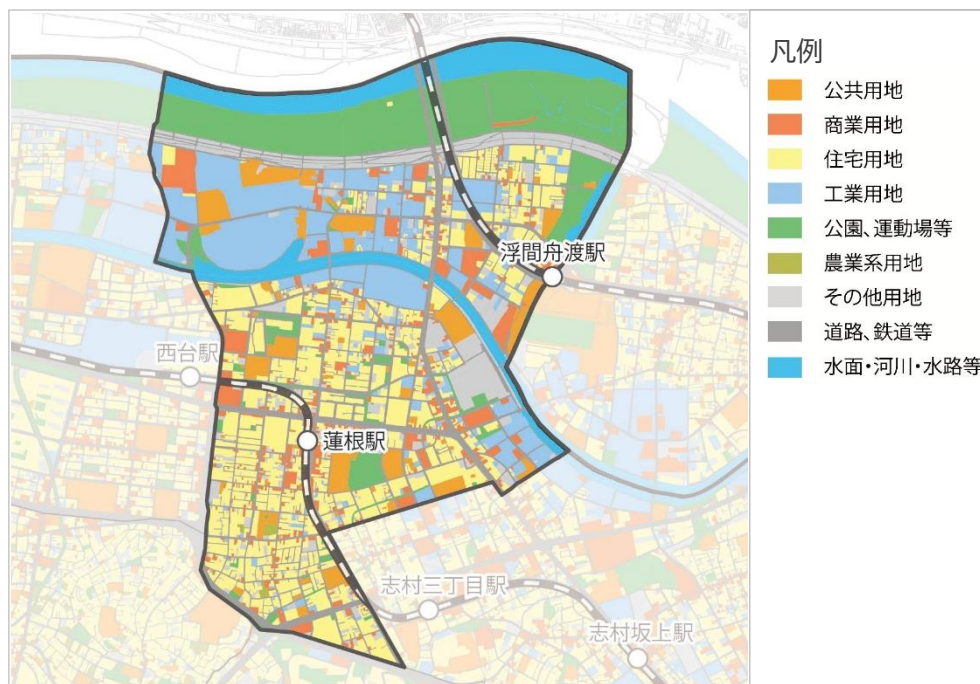 凡例
公共用地
商業用地
住宅用地
工業用地
公園、運動場等
農業系用地
その他用地
道路、鉄道等
水面・河川・水路等
浮間舟渡駅
西台駅
蓮根駅
志村三丁目駅
志村坂上駅